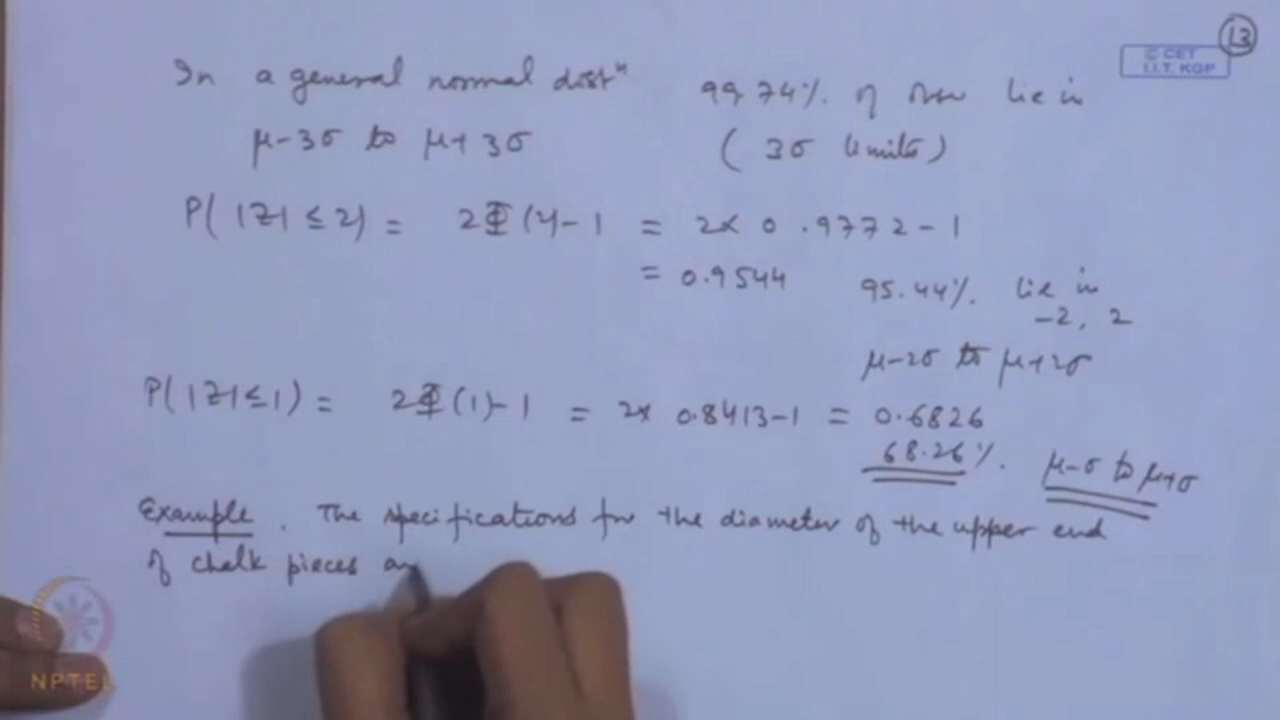 13
© CET
I.I.T. KGP
In a general normal distⁿ 99.74% of lie in
μ-3σ to μ+3σ (3σ limits)
P(|Z|≤2) = 2Φ(2)-1 = 2× 0.9772-1
= 0.9544 95.44% lie in
-2, 2
μ-2σ to μ+2σ
P(|Z|≤1) = 2Φ(1)-1 = 2× 0.8413-1 = 0.6826
68.26% μ-σ to μ+σ
Example. The specifications for the diameter of the upper end
of chalk pieces a
NPTEL